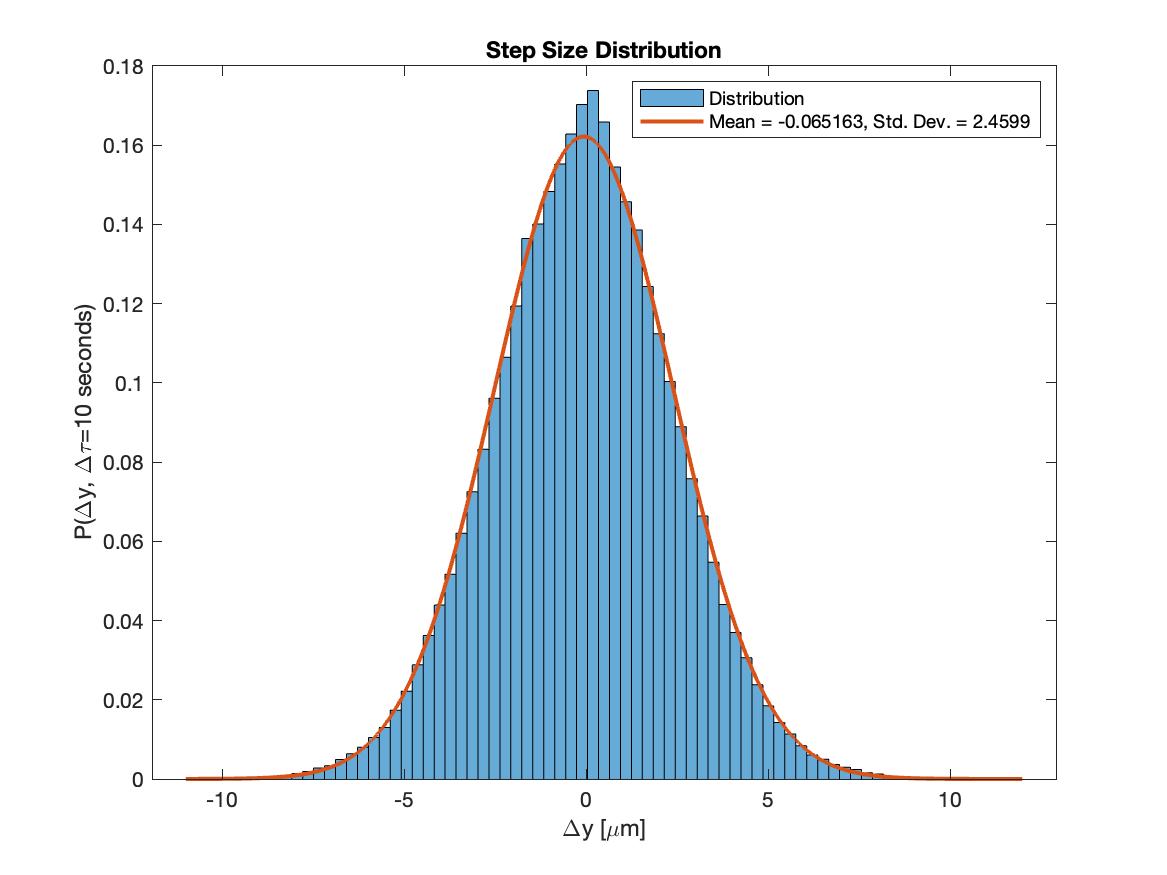 Step Size Distribution
Distribution
Mean = -0.065163, Std. Dev. = 2.4599
P(Δy, Δτ=10 seconds)
0.18
0.16
0.14
0.12
0.1
0.08
0.06
0.04
0.02
0
-10 -5 0 5 10
Δy [μm]